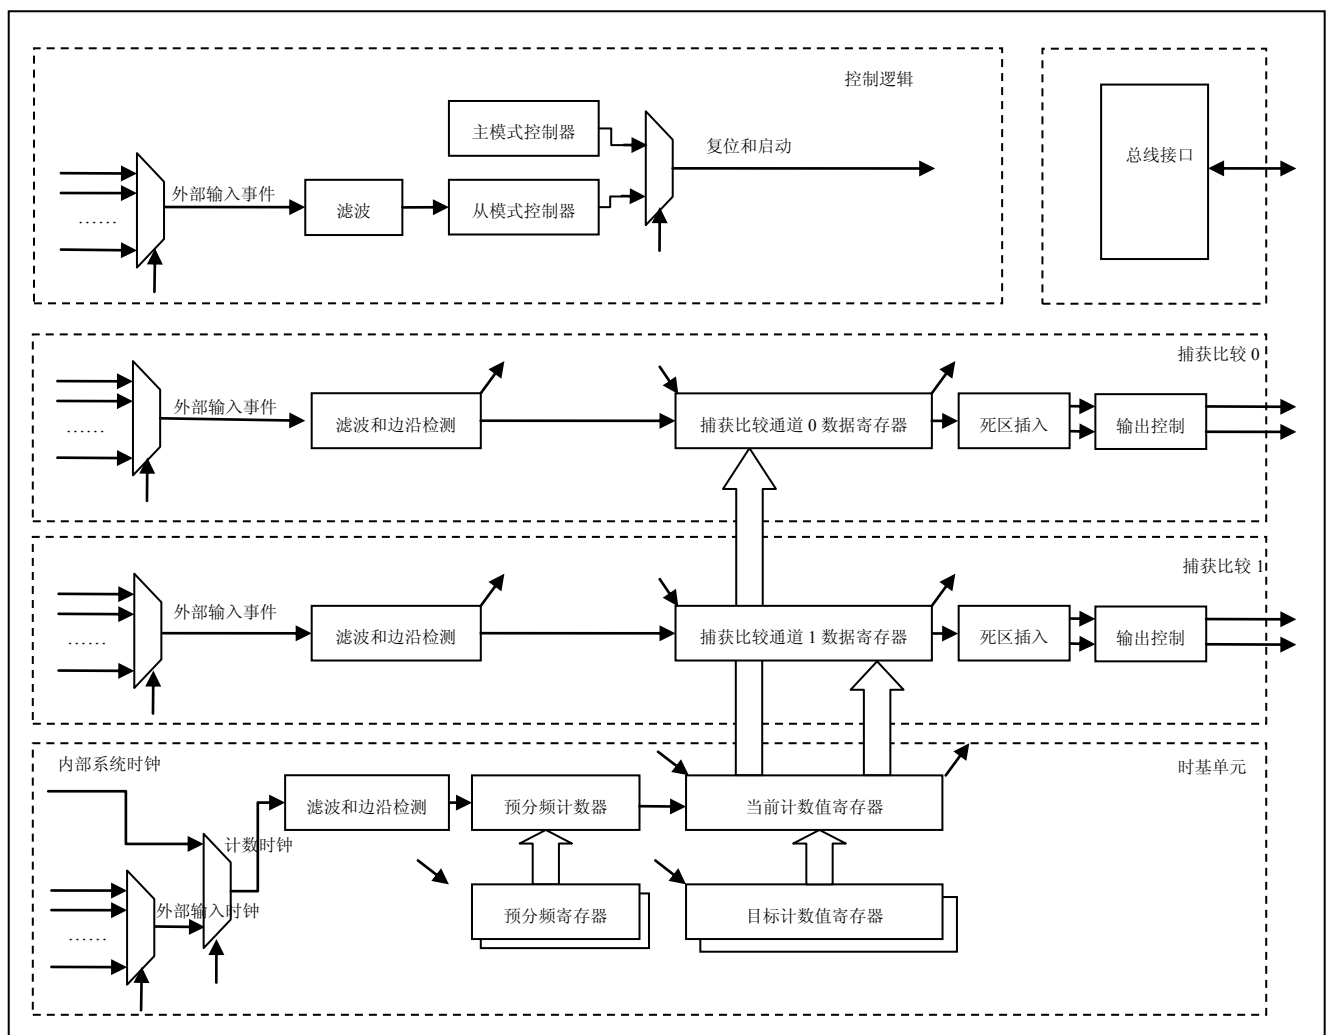 控制逻辑
主模式控制器
复位和启动
总线接口
外部输入事件
滤波
从模式控制器
……
捕获比较 0
外部输入事件
滤波和边沿检测
捕获比较通道 0 数据寄存器
死区插入
输出控制
……
捕获比较 1
外部输入事件
滤波和边沿检测
捕获比较通道 1 数据寄存器
死区插入
输出控制
……
内部系统时钟
时基单元
滤波和边沿检测
预分频计数器
当前计数值寄存器
计数时钟
外部输入时钟
预分频寄存器
目标计数值寄存器
……